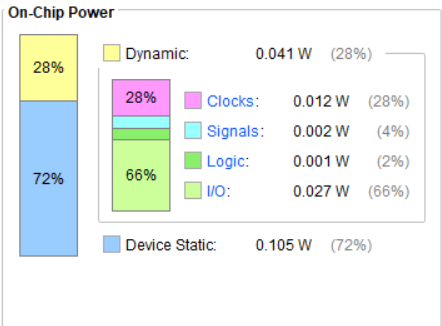 On-Chip Power
28%
72%
Dynamic: 0.041 W (28%)
28%
66%
Clocks: 0.012 W (28%)
Signals: 0.002 W (4%)
Logic: 0.001 W (2%)
I/O: 0.027 W (66%)
Device Static: 0.105 W (72%)